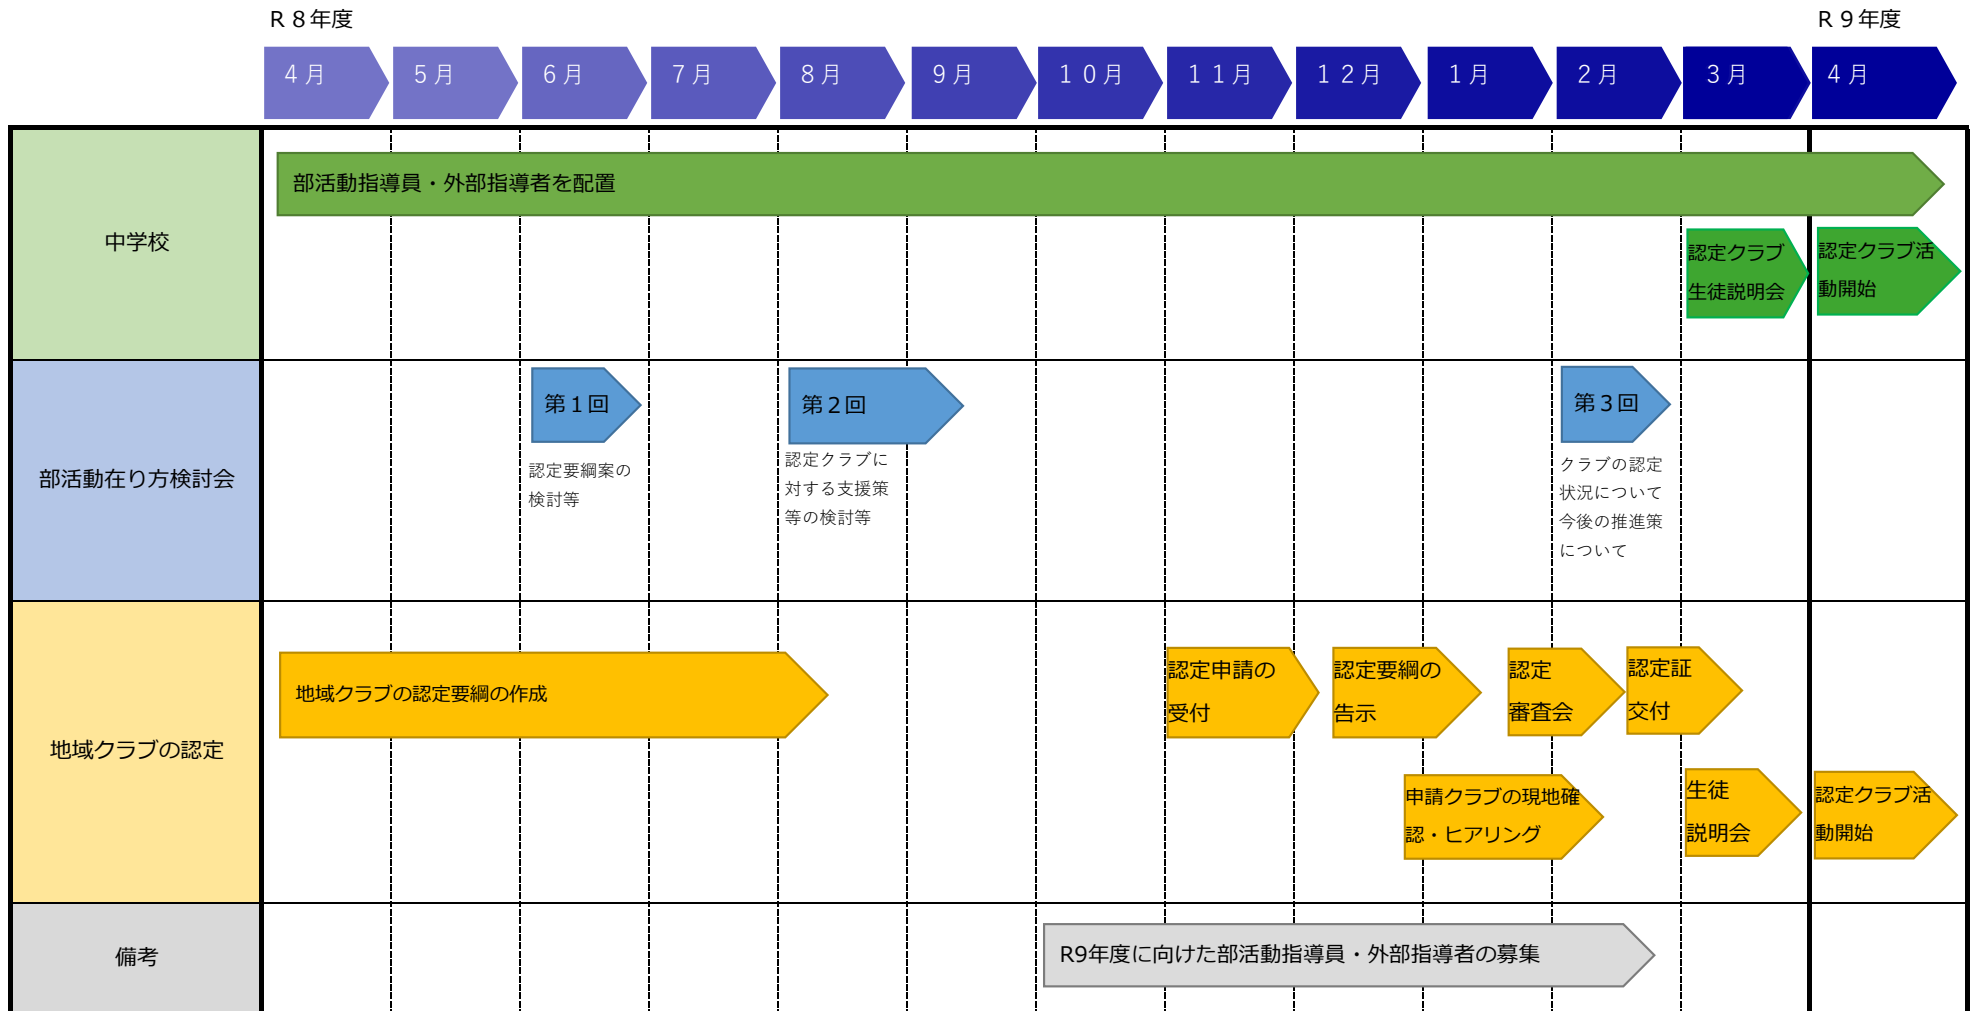 Ｒ８年度
Ｒ９年度
４月
５月
６月
７月
８月
９月
１０月
１１月
１２月
１月
２月
３月
４月
中学校
部活動指導員・外部指導者を配置
認定クラブ
生徒説明会
認定クラブ活
動開始
部活動在り方検討会
第１回
認定要綱案の
検討等
第２回
認定クラブに
対する支援策
等の検討等
第３回
クラブの認定
状況について
今後の推進策
について
地域クラブの認定
地域クラブの認定要綱の作成
認定申請の
受付
認定要綱の
告示
認定
審査会
認定証
交付
申請クラブの現地確
認・ヒアリング
生徒
説明会
認定クラブ活
動開始
備考
R9年度に向けた部活動指導員・外部指導者の募集